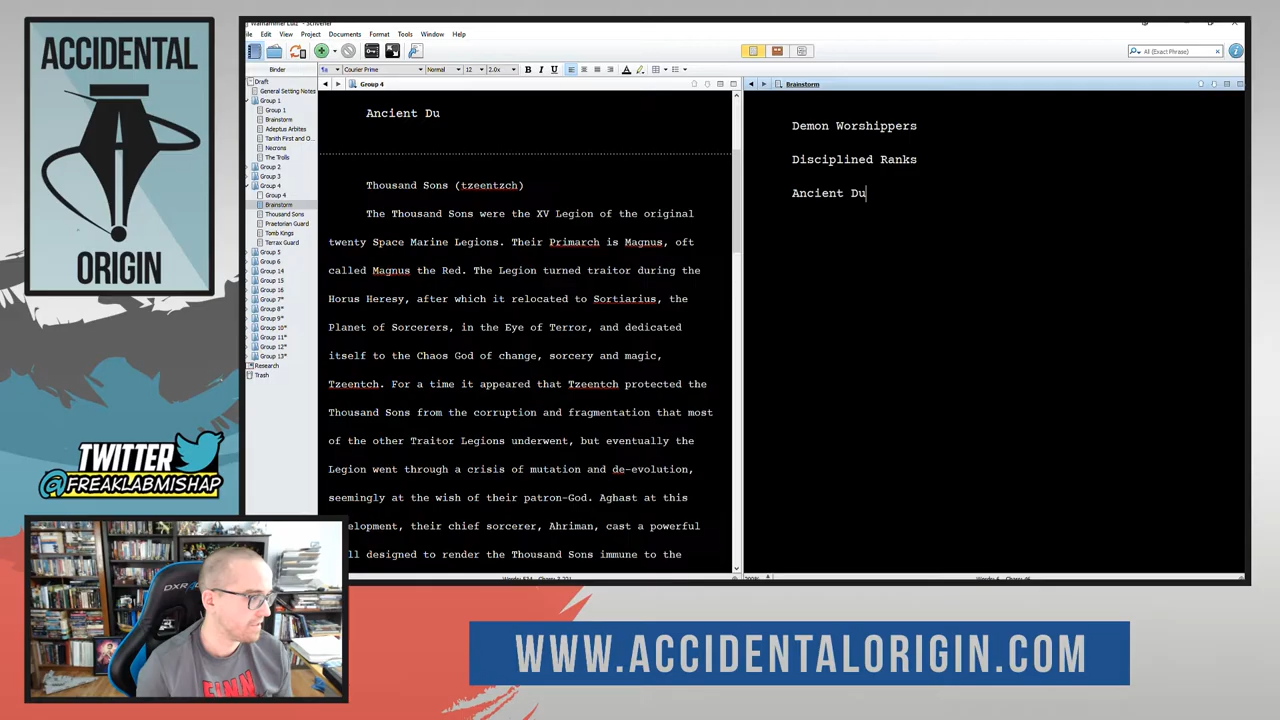 ACCIDENTAL
ORIGIN
TWITTER
@FREAKLABMISHAP
Edit View Project Documents Format Tools Window Help
All (Exact Phrase)
Binder
Courier Prime Normal 12 2.0x B I U A
Draft
General Setting Notes
Group 1
Group 1
Brainstorm
Adeptus Arbites
Tanith First and O...
Necrons
The Trolls
Group 2
Group 3
Group 4
Group 4
Brainstorm
Thousand Sons
Praetorian Guard
Tomb Kings
Terrax Guard
Group 5
Group 6
Group 14
Group 15
Group 16
Group 7*
Group 8*
Group 9*
Group 10*
Group 11*
Group 12*
Group 13*
Research
Trash
Group 4
Ancient Du
Thousand Sons (tzeentzch)
The Thousand Sons were the XV Legion of the original
twenty Space Marine Legions. Their Primarch is Magnus, oft
called Magnus the Red. The Legion turned traitor during the
Horus Heresy, after which it relocated to Sortiarius, the
Planet of Sorcerers, in the Eye of Terror, and dedicated
itself to the Chaos God of change, sorcery and magic,
Tzeentch. For a time it appeared that Tzeentch protected the
Thousand Sons from the corruption and fragmentation that most
of the other Traitor Legions underwent, but eventually the
Legion went through a crisis of mutation and de-evolution,
seemingly at the wish of their patron-God. Aghast at this
elopment, their chief sorcerer, Ahriman, cast a powerful
ll designed to render the Thousand Sons immune to the
Brainstorm
Demon Worshippers
Disciplined Ranks
Ancient Du
DXR
FINN
WWW.ACCIDENTALORIGIN.COM